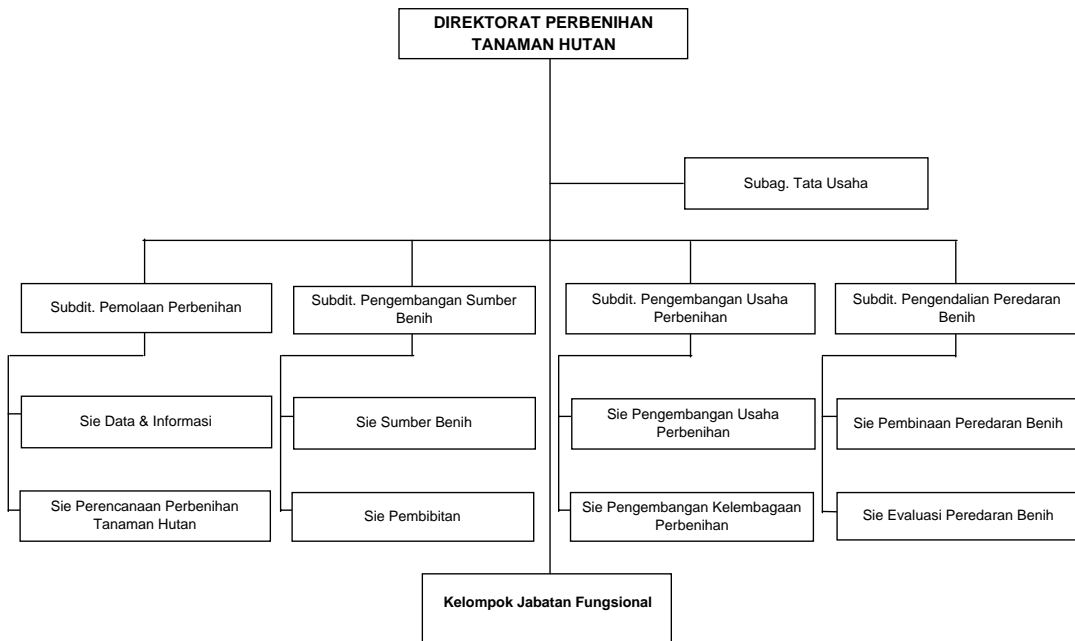 DIREKTORAT PERBENIHAN
TANAMAN HUTAN
Subag. Tata Usaha
Subdit. Pemolaan Perbenihan
Subdit. Pengembangan Sumber
Benih
Subdit. Pengembangan Usaha
Perbenihan
Subdit. Pengendalian Peredaran
Benih
Sie Data & Informasi
Sie Sumber Benih
Sie Pengembangan Usaha
Perbenihan
Sie Pembinaan Peredaran Benih
Sie Perencanaan Perbenihan
Tanaman Hutan
Sie Pembibitan
Sie Pengembangan Kelembagaan
Perbenihan
Sie Evaluasi Peredaran Benih
Kelompok Jabatan Fungsional